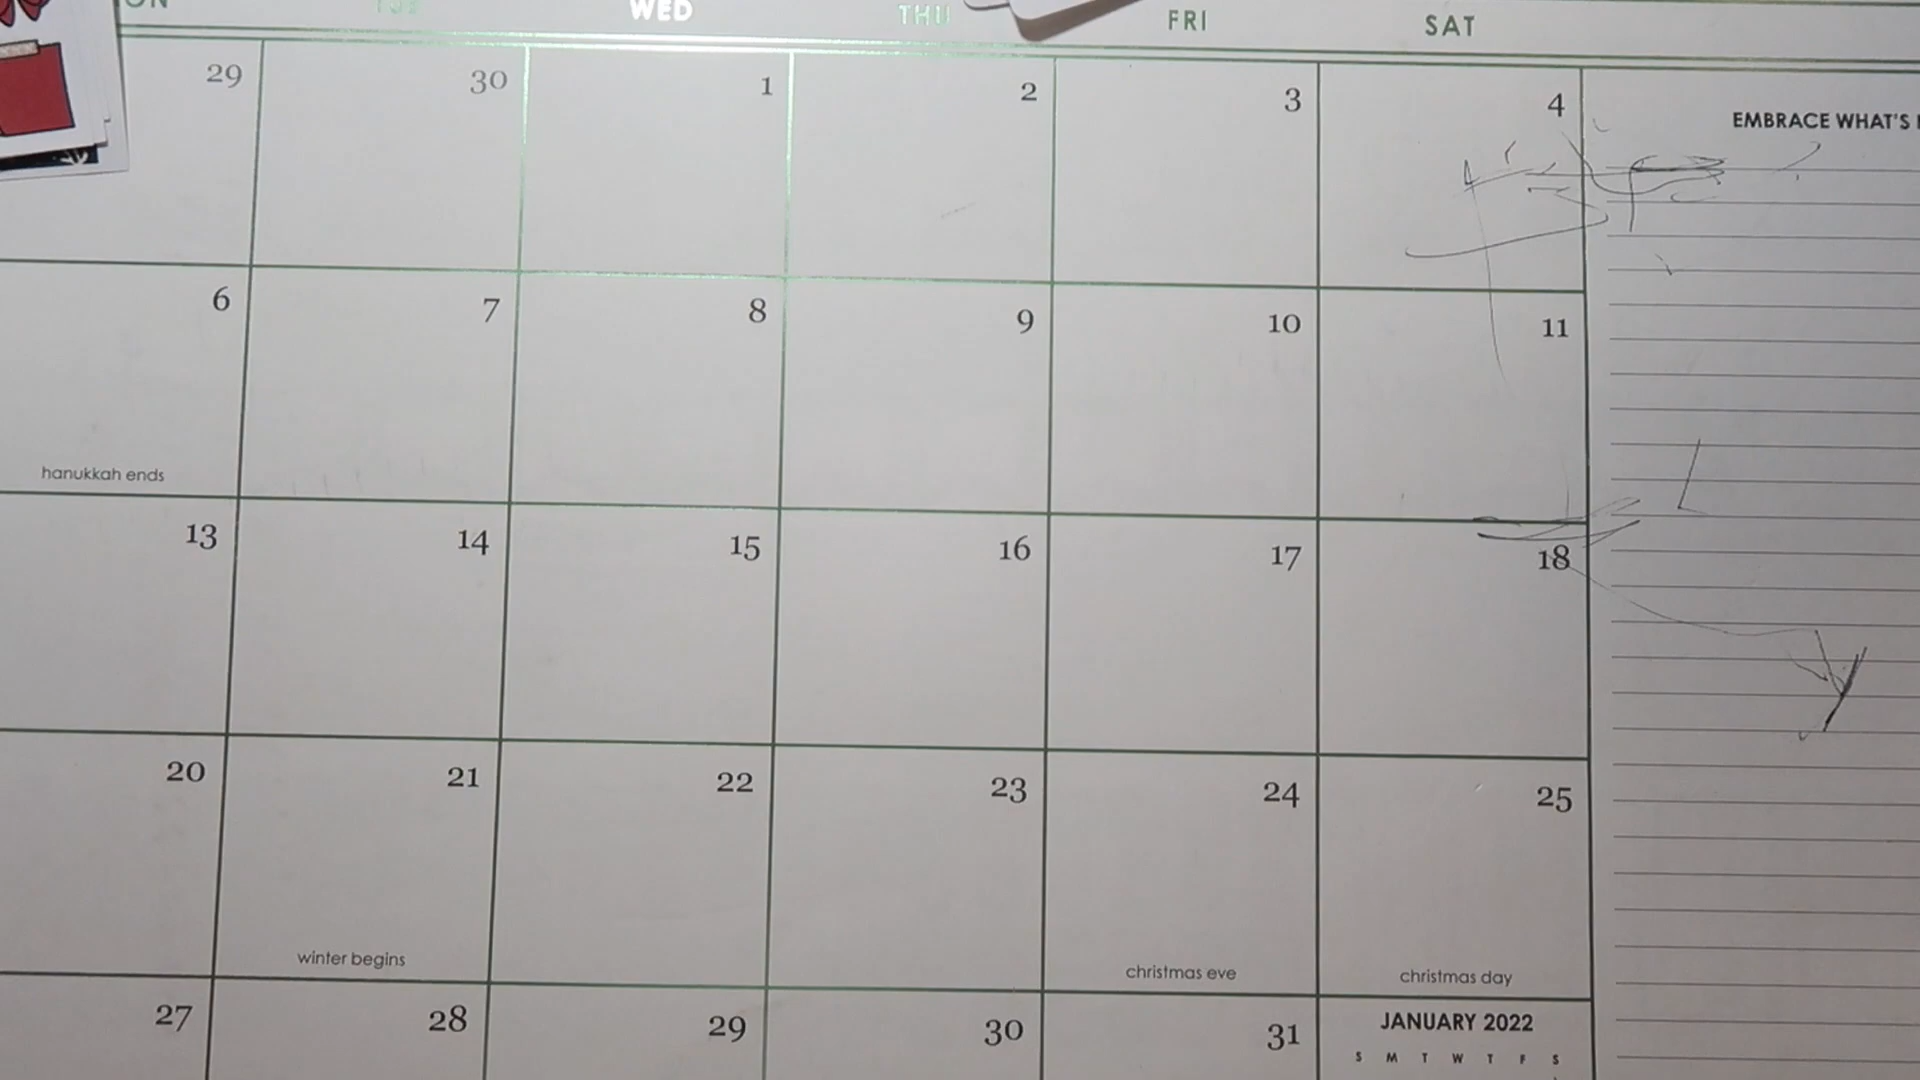 WED THU FRI SAT
29 30 1 2 3 4
EMBRACE WHAT'S
6 7 8 9 10 11
hanukkah ends
13 14 15 16 17 18
20 21 22 23 24 25
winter begins christmas eve christmas day
27 28 29 30 31 JANUARY 2022
S M T W T F S